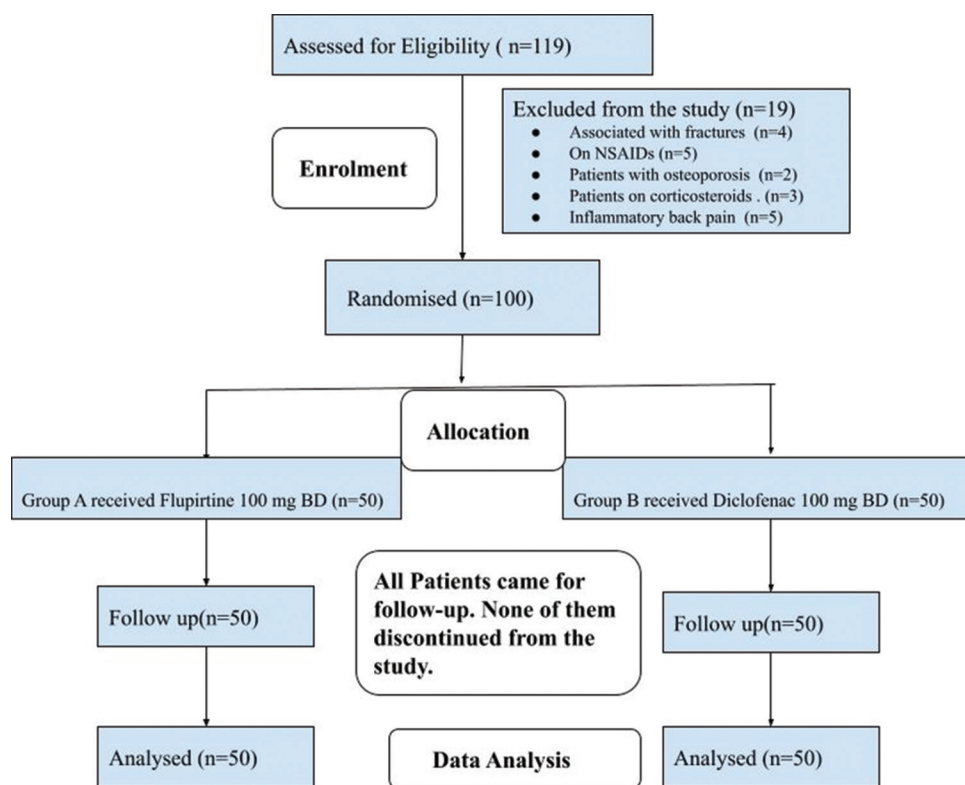 Assessed for Eligibility ( n=119)
Excluded from the study (n=19)
● Associated with fractures (n=4)
● On NSAIDs (n=5)
● Patients with osteoporosis (n=2)
● Patients on corticosteroids . (n=3)
● Inflammatory back pain (n=5)
Enrolment
Randomised (n=100)
Allocation
Group A received Flupirtine 100 mg BD (n=50)
Group B received Diclofenac 100 mg BD (n=50)
All Patients came for
follow-up. None of them
discontinued from the
study.
Follow up(n=50)
Follow up(n=50)
Analysed (n=50)
Data Analysis
Analysed (n=50)